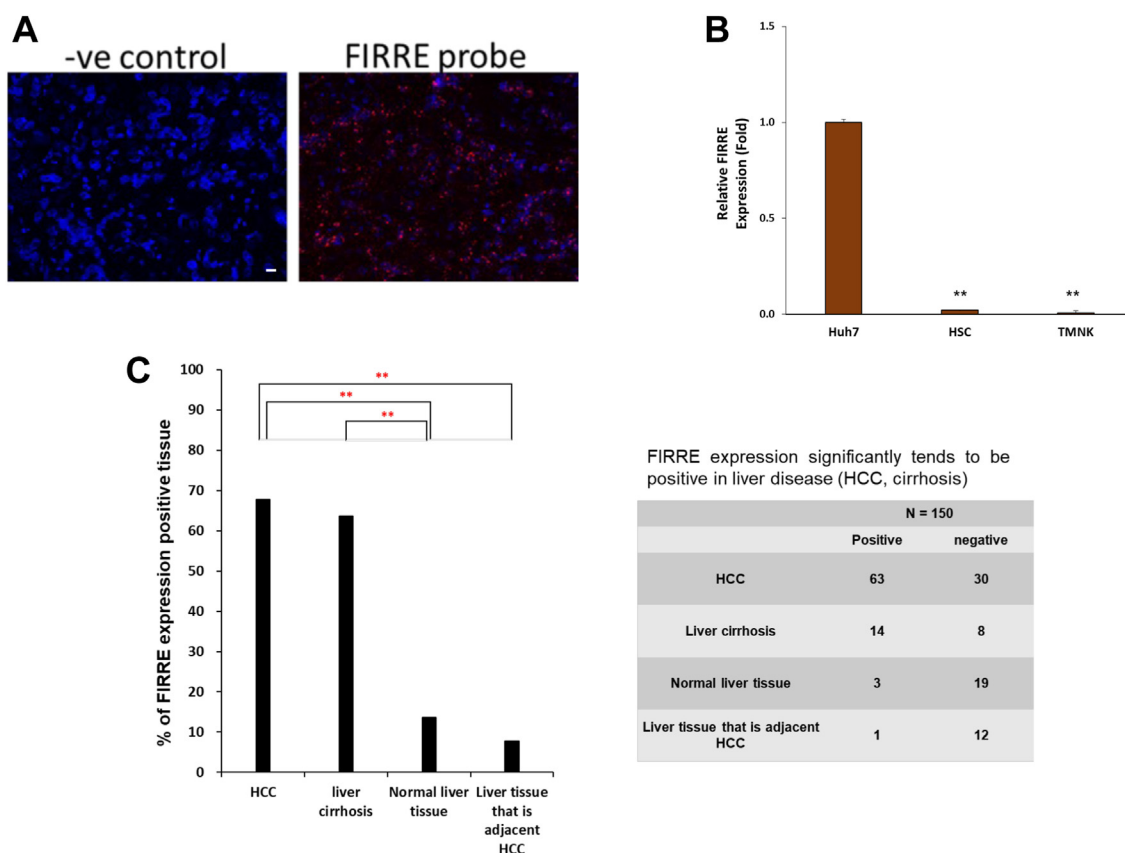 A
-ve control
FIRRE probe
B
1.5
1.0
0.5
0.0
Relative FIRRE
Expression (Fold)
**
**
Huh7
HSC
TMNK
C
100
90
80
70
60
50
40
30
20
10
0
% of FIRRE expression positive tissue
**
**
**
HCC
liver
cirrhosis
Normal liver
tissue
Liver tissue
that is
adjacent
HCC
FIRRE expression significantly tends to be
positive in liver disease (HCC, cirrhosis)
N = 150
Positive negative
HCC 63 30
Liver cirrhosis 14 8
Normal liver tissue 3 19
Liver tissue that is adjacent
HCC 1 12